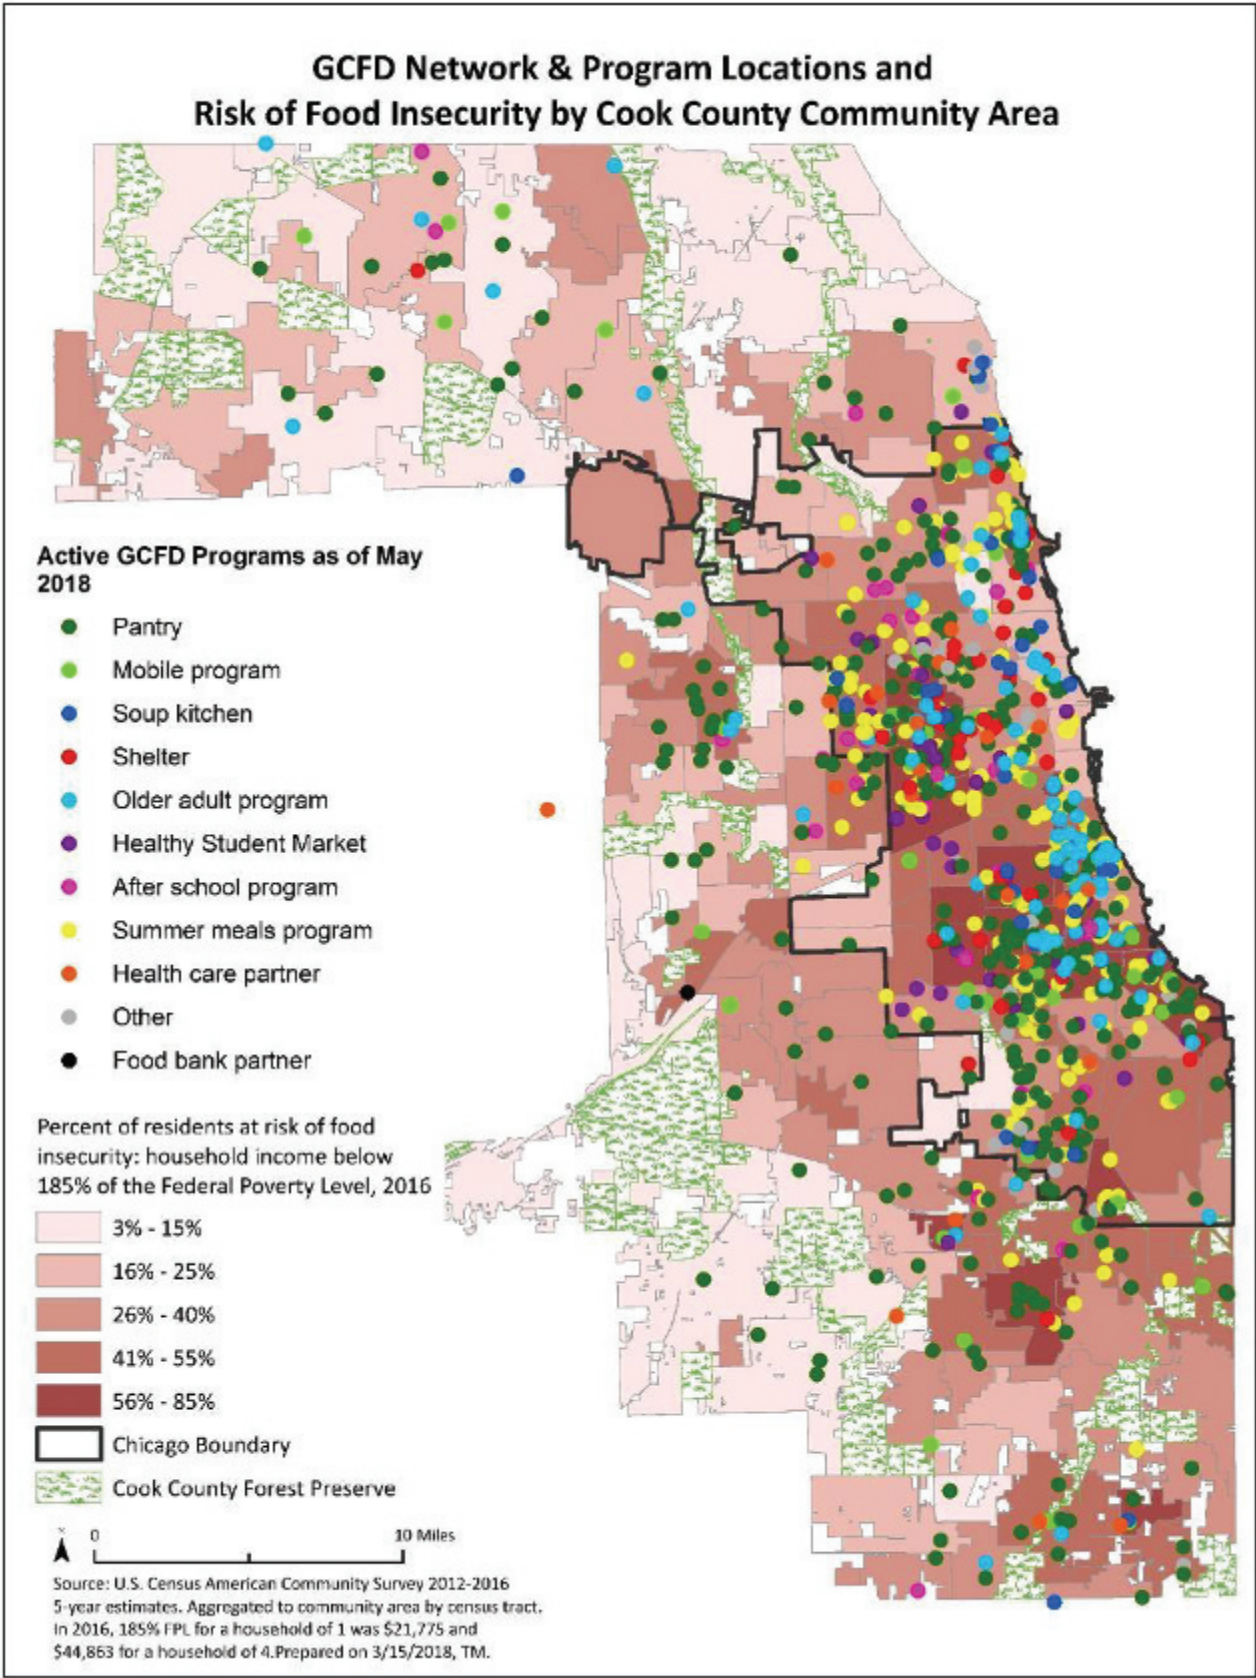 GCFD Network & Program Locations and
Risk of Food Insecurity by Cook County Community Area
Active GCFD Programs as of May
2018
Pantry
Mobile program
Soup kitchen
Shelter
Older adult program
Healthy Student Market
After school program
Summer meals program
Health care partner
Other
Food bank partner
Percent of residents at risk of food
insecurity: household income below
185% of the Federal Poverty Level, 2016
3% - 15%
16% - 25%
26% - 40%
41% - 55%
56% - 85%
Chicago Boundary
Cook County Forest Preserve
0 10 Miles
Source: U.S. Census American Community Survey 2012-2016
5-year estimates. Aggregated to community area by census tract.
In 2016, 185% FPL for a household of 1 was $21,775 and
$44,863 for a household of 4.Prepared on 3/15/2018, TM.